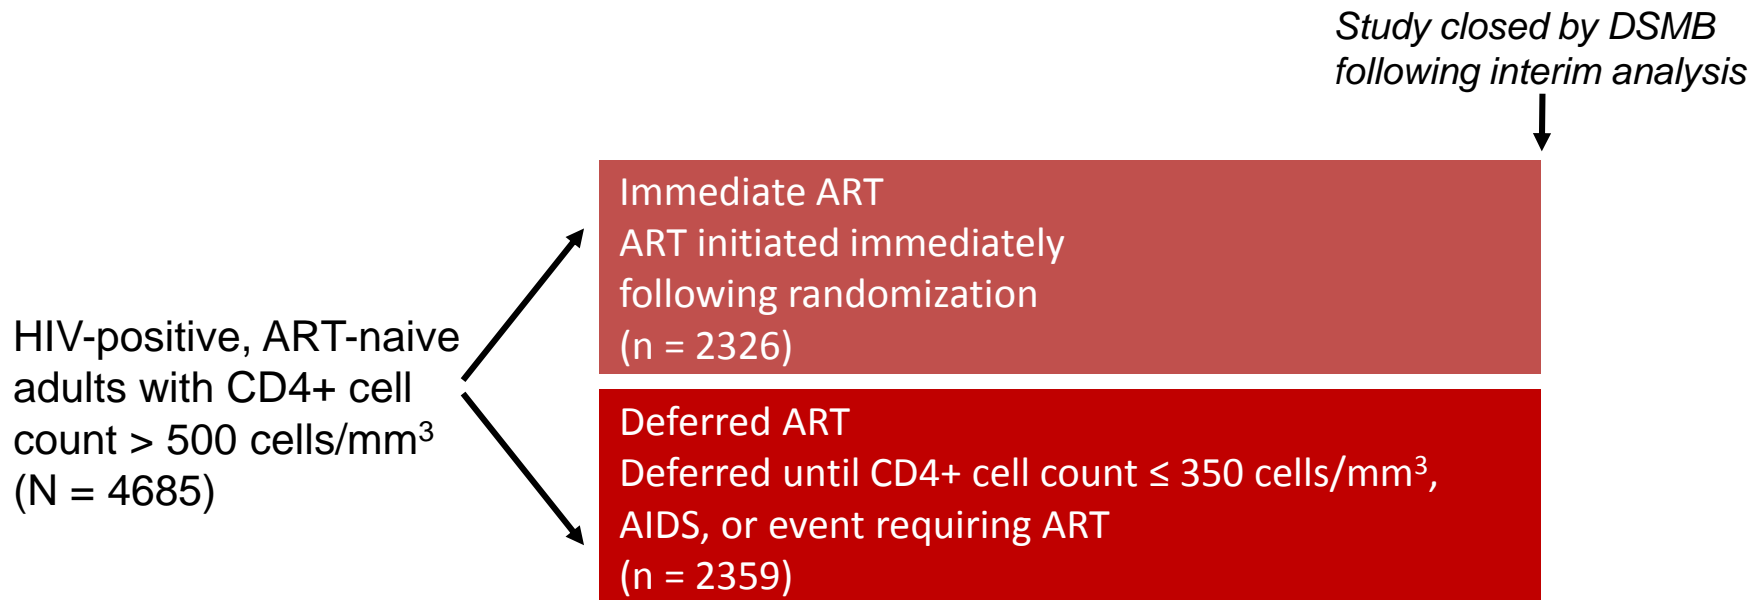 Study closed by DSMB
following interim analysis
Immediate ART
ART initiated immediately
following randomization
(n = 2326)
HIV-positive, ART-naive
adults with CD4+ cell
count > 500 cells/mm³
(N = 4685)
Deferred ART
Deferred until CD4+ cell count ≤ 350 cells/mm³,
AIDS, or event requiring ART
(n = 2359)